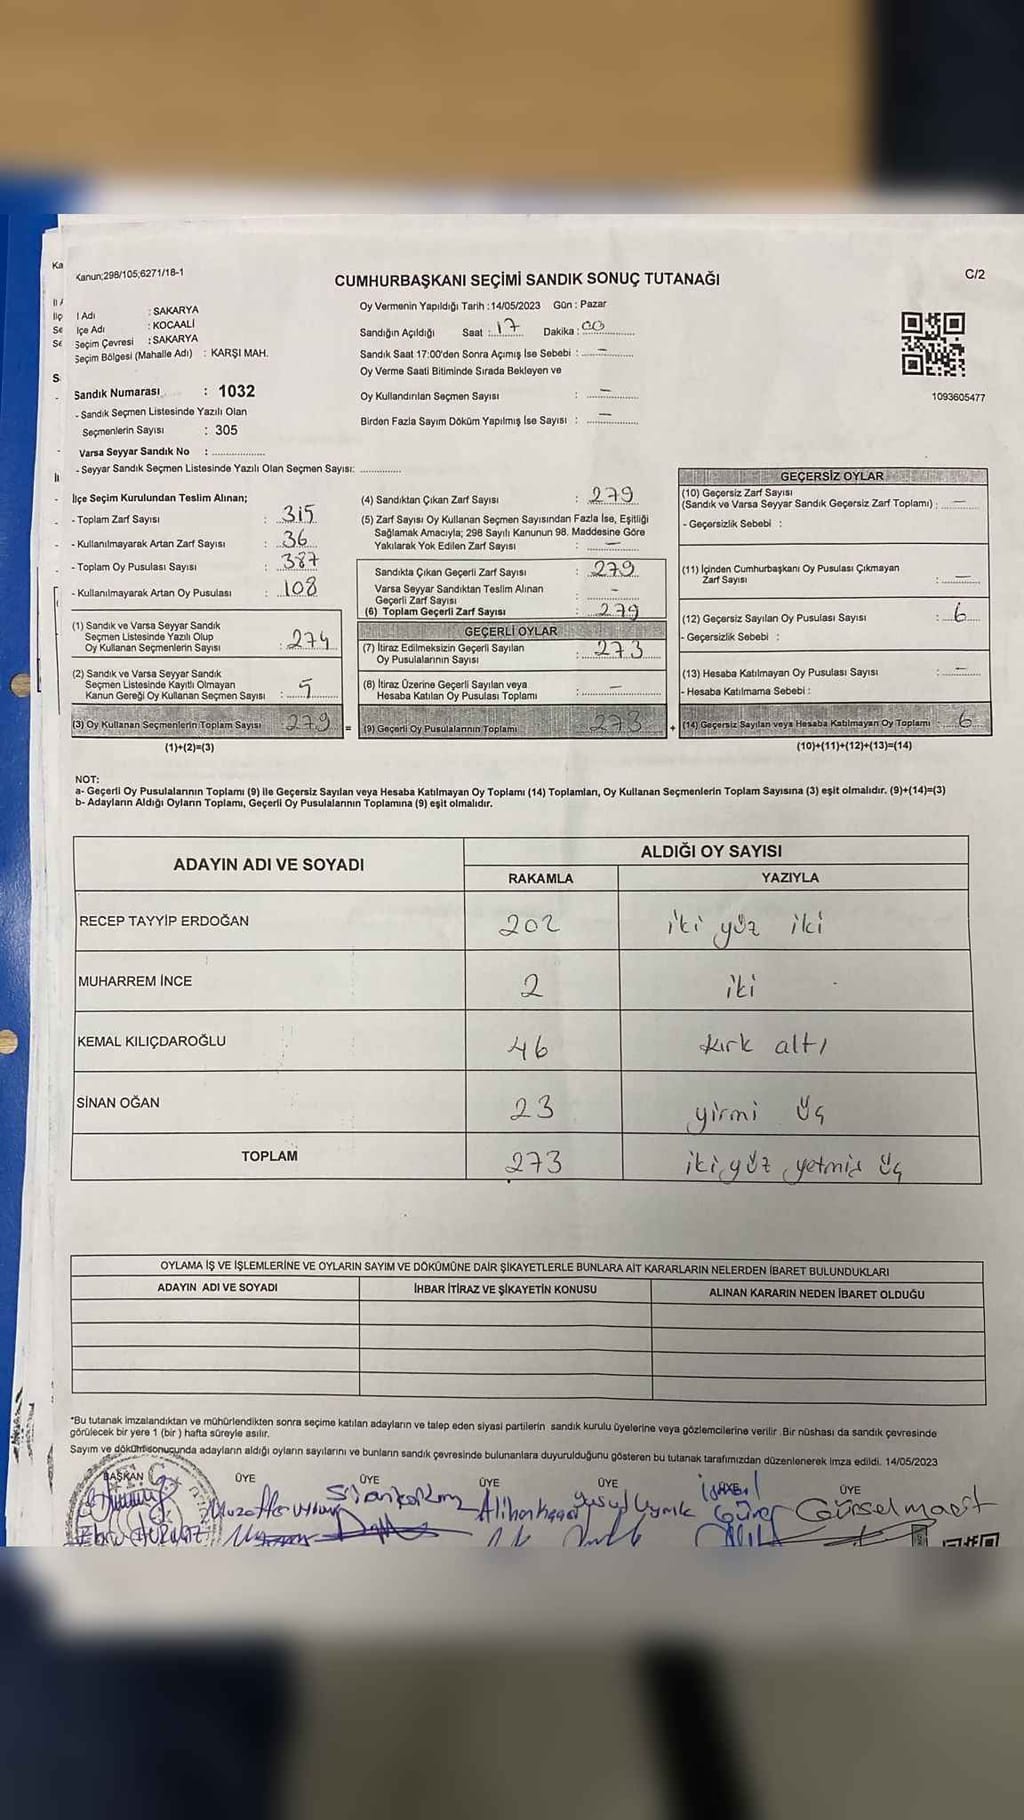 Kanun;298/105;6271/18-1
CUMHURBAŞKANI SEÇİMİ SANDIK SONUÇ TUTANAĞI
C/2
Oy Vermenin Yapıldığı Tarih :14/05/2023 Gün : Pazar
l Adı : SAKARYA
İçe Adı : KOCAALİ
Seçim Çevresi : SAKARYA
Seçim Bölgesi (Mahalle Adı) : KARŞI MAH.
Sandığın Açıldığı Saat : 17 Dakika : 00
Sandık Saat 17:00'den Sonra Açımış İse Sebebi : —
Oy Verme Saati Bitiminde Sırada Bekleyen ve
Oy Kullandırılan Seçmen Sayısı : —
Birden Fazla Sayım Döküm Yapılmış İse Sayısı : —
1093605477
Sandık Numarası : 1032
- Sandık Seçmen Listesinde Yazılı Olan
Seçmenlerin Sayısı : 305
Varsa Seyyar Sandık No :
- Seyyar Sandık Seçmen Listesinde Yazılı Olan Seçmen Sayısı:
İlçe Seçim Kurulundan Teslim Alınan;
- Toplam Zarf Sayısı : 315
- Kullanılmayarak Artan Zarf Sayısı : 36
- Toplam Oy Pusulası Sayısı : 387
- Kullanılmayarak Artan Oy Pusulası : 108
(1) Sandık ve Varsa Seyyar Sandık
Seçmen Listesinde Yazılı Olup
Oy Kullanan Seçmenlerin Sayısı : 274
(2) Sandık ve Varsa Seyyar Sandık
Seçmen Listesinde Kayıtlı Olmayan
Kanun Gereği Oy Kullanan Seçmen Sayısı : 5
(3) Oy Kullanan Seçmenlerin Toplam Sayısı 279 =
(1)+(2)=(3)
(4) Sandıktan Çıkan Zarf Sayısı : 279
(5) Zarf Sayısı Oy Kullanan Seçmen Sayısından Fazla İse, Eşitliği
Sağlamak Amacıyla; 298 Sayılı Kanunun 98. Maddesine Göre
Yakılarak Yok Edilen Zarf Sayısı : —
Sandıkta Çıkan Geçerli Zarf Sayısı : 279
Varsa Seyyar Sandıktan Teslim Alınan
Geçerli Zarf Sayısı : -
(6) Toplam Geçerli Zarf Sayısı : 279
GEÇERLİ OYLAR
(7) İtiraz Edilmeksizin Geçerli Sayılan
Oy Pusulalarının Sayısı : 273
(8) İtiraz Üzerine Geçerli Sayılan veya
Hesaba Katılan Oy Pusulası Toplamı : —
(9) Geçerli Oy Pusulalarının Toplamı 273 +
GEÇERSİZ OYLAR
(10) Geçersiz Zarf Sayısı
(Sandık ve Varsa Seyyar Sandık Geçersiz Zarf Toplamı) : —
- Geçersizlik Sebebi :
(11) İçinden Cumhurbaşkanı Oy Pusulası Çıkmayan
Zarf Sayısı : —
(12) Geçersiz Sayılan Oy Pusulası Sayısı : 6
- Geçersizlik Sebebi :
(13) Hesaba Katılmayan Oy Pusulası Sayısı : —
- Hesaba Katılmama Sebebi :
(14) Geçersiz Sayılan veya Hesaba Katılmayan Oy Toplamı : 6
(10)+(11)+(12)+(13)=(14)
NOT:
a- Geçerli Oy Pusulalarının Toplamı (9) ile Geçersiz Sayılan veya Hesaba Katılmayan Oy Toplamı (14) Toplamları, Oy Kullanan Seçmenlerin Toplam Sayısına (3) eşit olmalıdır. (9)+(14)=(3)
b- Adayların Aldığı Oyların Toplamı, Geçerli Oy Pusulalarının Toplamına (9) eşit olmalıdır.
ADAYIN ADI VE SOYADI
ALDIĞI OY SAYISI
RAKAMLA YAZIYLA
RECEP TAYYİP ERDOĞAN 202 iki yüz iki
MUHARREM İNCE 2 iki
KEMAL KILIÇDAROĞLU 46 kırk altı
SİNAN OĞAN 23 yirmi üç
TOPLAM 273 iki yüz yetmiş üç
OYLAMA İŞ VE İŞLEMLERİNE VE OYLARIN SAYIM VE DÖKÜMÜNE DAİR ŞİKAYETLERLE BUNLARA AİT KARARLARIN NELERDEN İBARET BULUNDUKLARI
ADAYIN ADI VE SOYADI İHBAR İTİRAZ VE ŞİKAYETİN KONUSU ALINAN KARARIN NEDEN İBARET OLDUĞU
*Bu tutanak imzalandıktan ve mühürlendikten sonra seçime katılan adayların ve talep eden siyasi partilerin sandık kurulu üyelerine veya gözlemcilerine verilir. Bir nüshası da sandık çevresinde
görülecek bir yere 1 (bir) hafta süreyle asılır.
Sayım ve döküm sonucunda adayların aldığı oyların sayılarını ve bunların sandık çevresinde bulunanlara duyurulduğunu gösteren bu tutanak tarafımızdan düzenlenerek imza edildi. 14/05/2023
BAŞKAN ÜYE ÜYE ÜYE ÜYE ÜYE
Gürsel